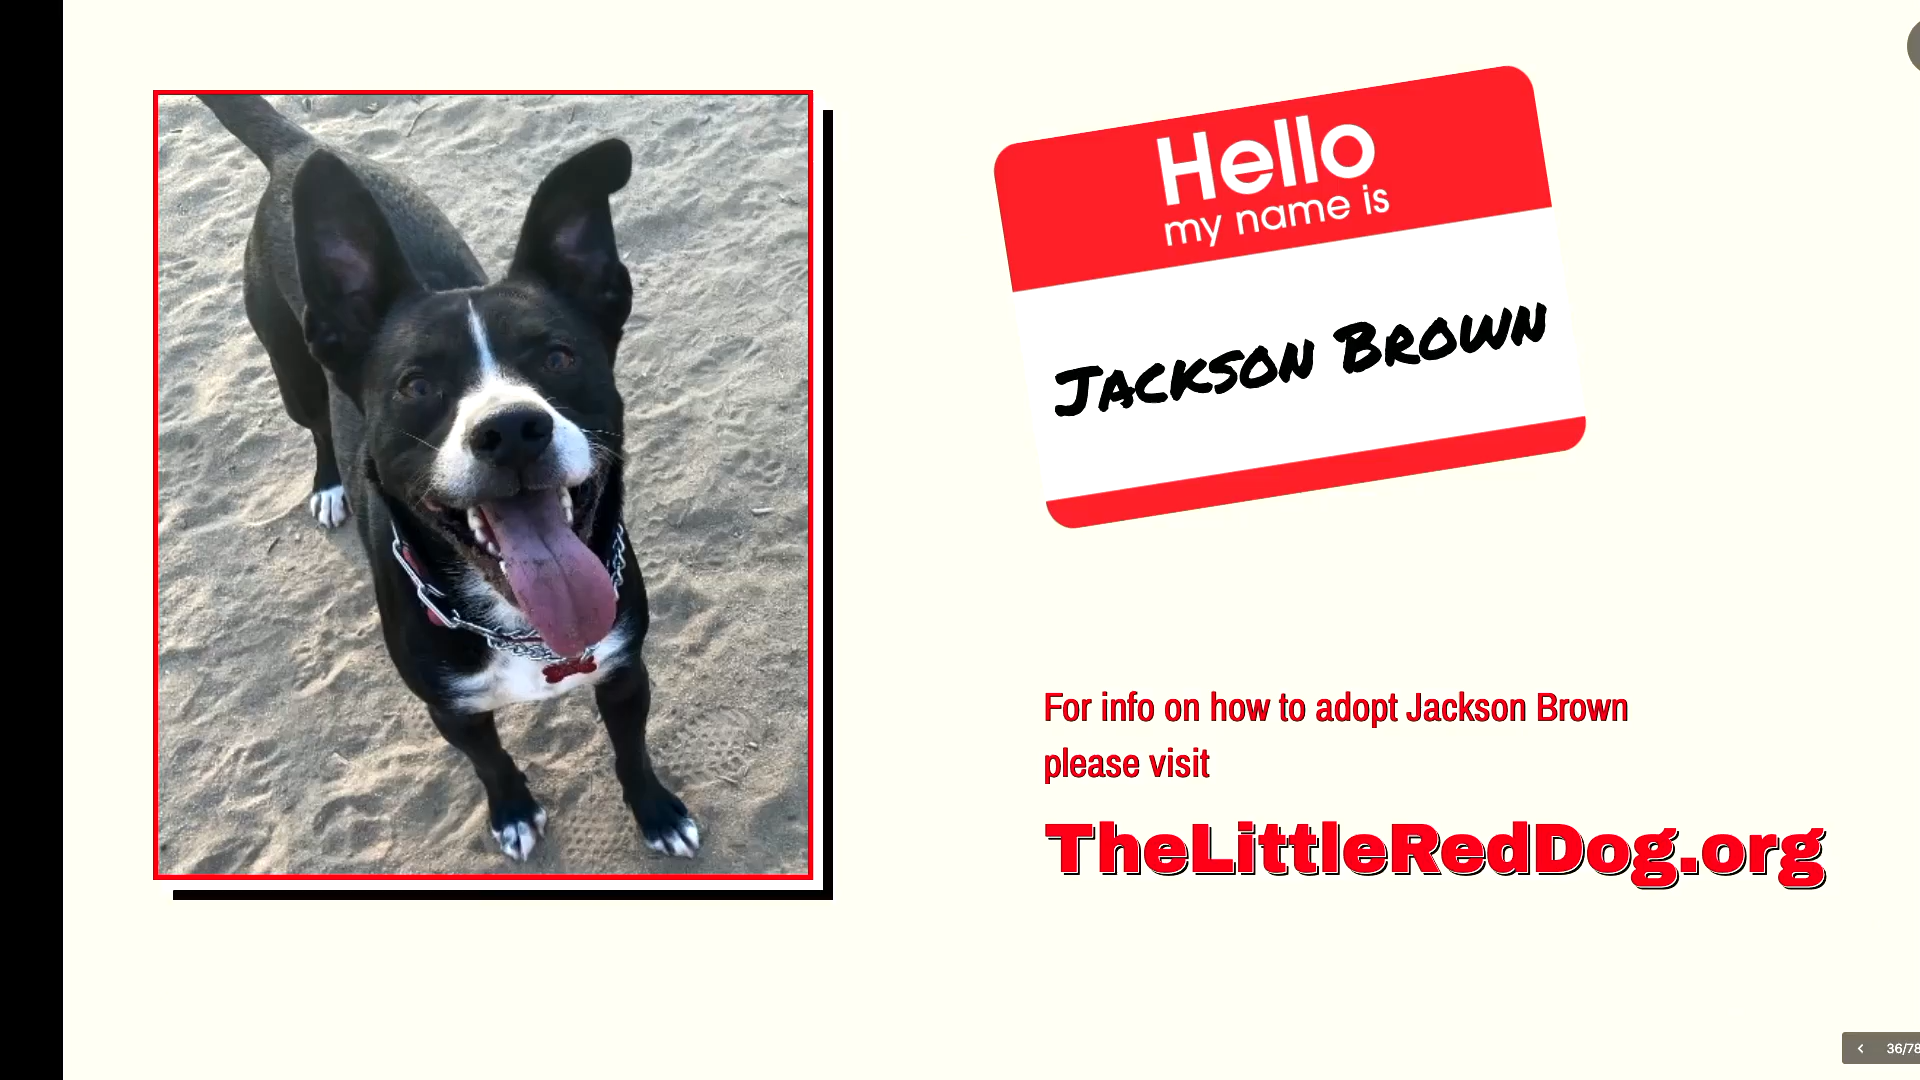 Hello
my name is
Jackson Brown
For info on how to adopt Jackson Brown
please visit
TheLittleRedDog.org
36/78